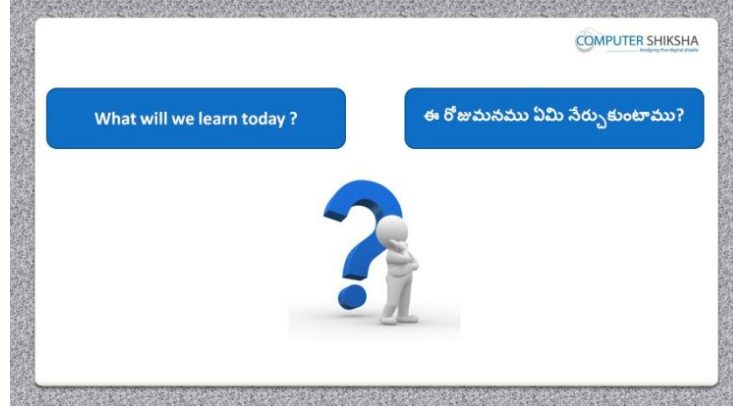 COMPUTER SHIKSHA
bridging the digital divide
What will we learn today ?
ఈ రోజుమనము ఏమి నేర్చుకుంటాము?